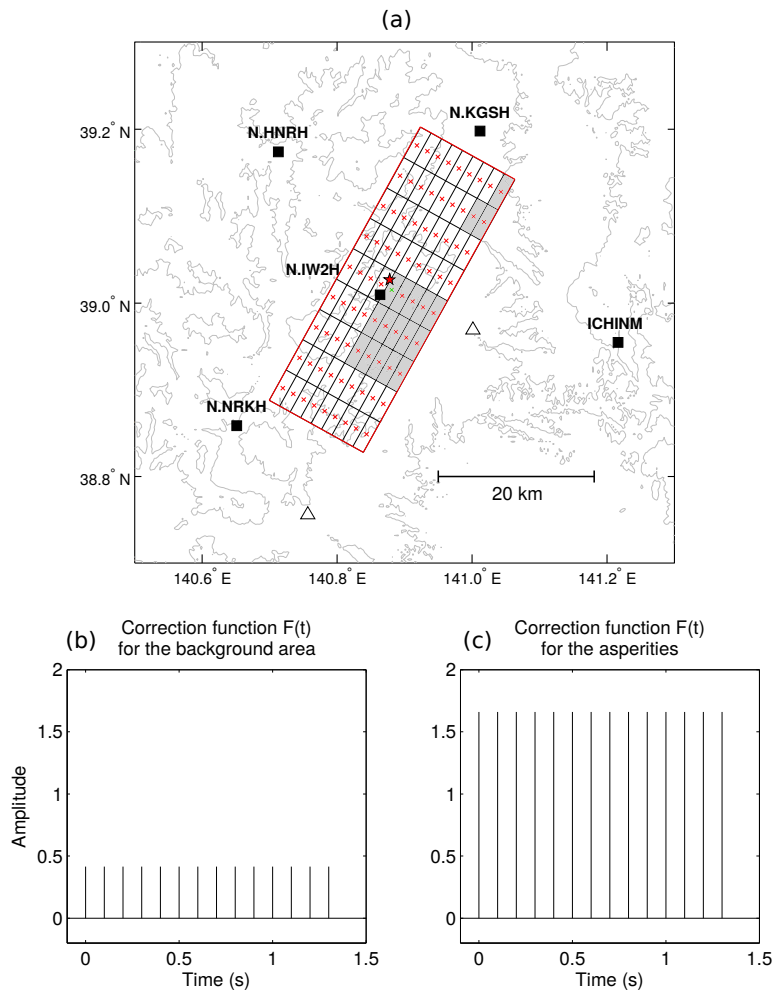 (a)
39.2° N
39.0° N
38.8° N
N.KGSH
N.HNRH
N.IW2H
ICHINM
N.NRKH
20 km
140.6° E
140.8° E
141.0° E
141.2° E
(b)
Correction function F(t)
for the background area
2
1.5
1
0.5
0
Amplitude
0
0.5
1
1.5
Time (s)
(c)
Correction function F(t)
for the asperities
2
1.5
1
0.5
0
0
0.5
1
1.5
Time (s)